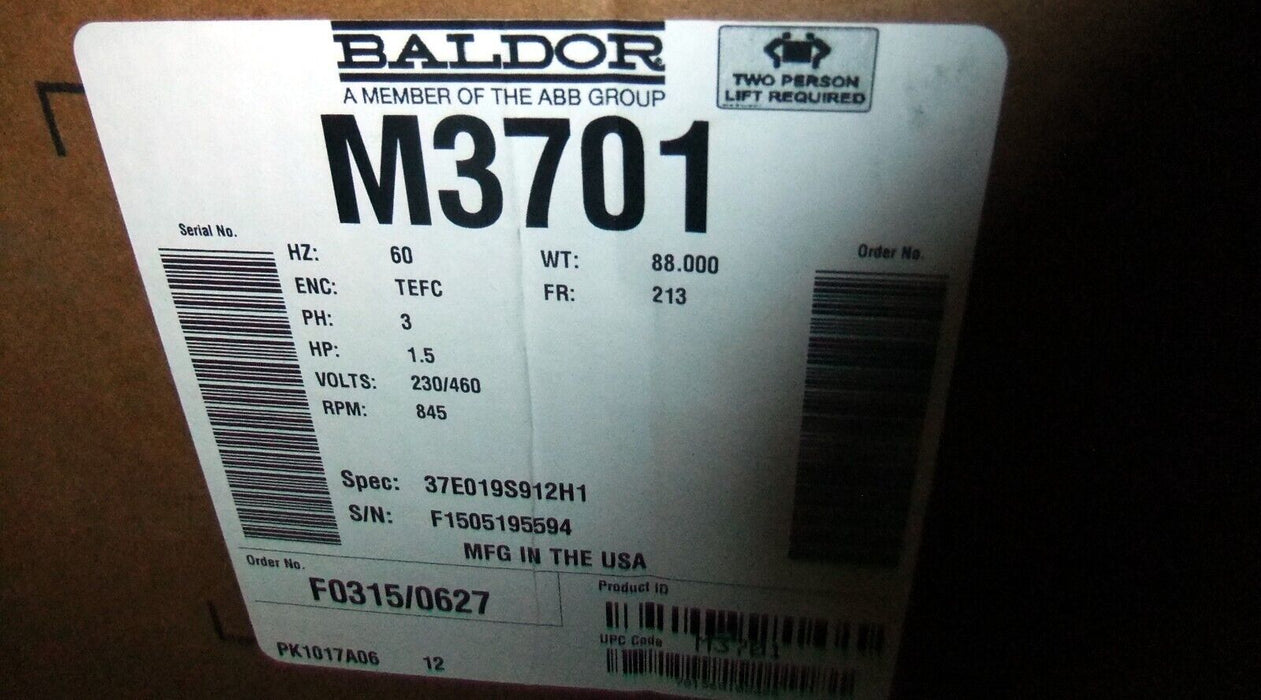 BALDOR
A MEMBER OF THE ABB GROUP
TWO PERSON
LIFT REQUIRED
M3701
Serial No.
HZ: 60
ENC: TEFC
PH: 3
HP: 1.5
VOLTS: 230/460
RPM: 845
WT: 88.000
FR: 213
Order No.
Spec: 37E019S912H1
S/N: F1505195594
MFG IN THE USA
Order No.
F0315/0627
Product ID
M3701
UPC Code
PK1017A06 12